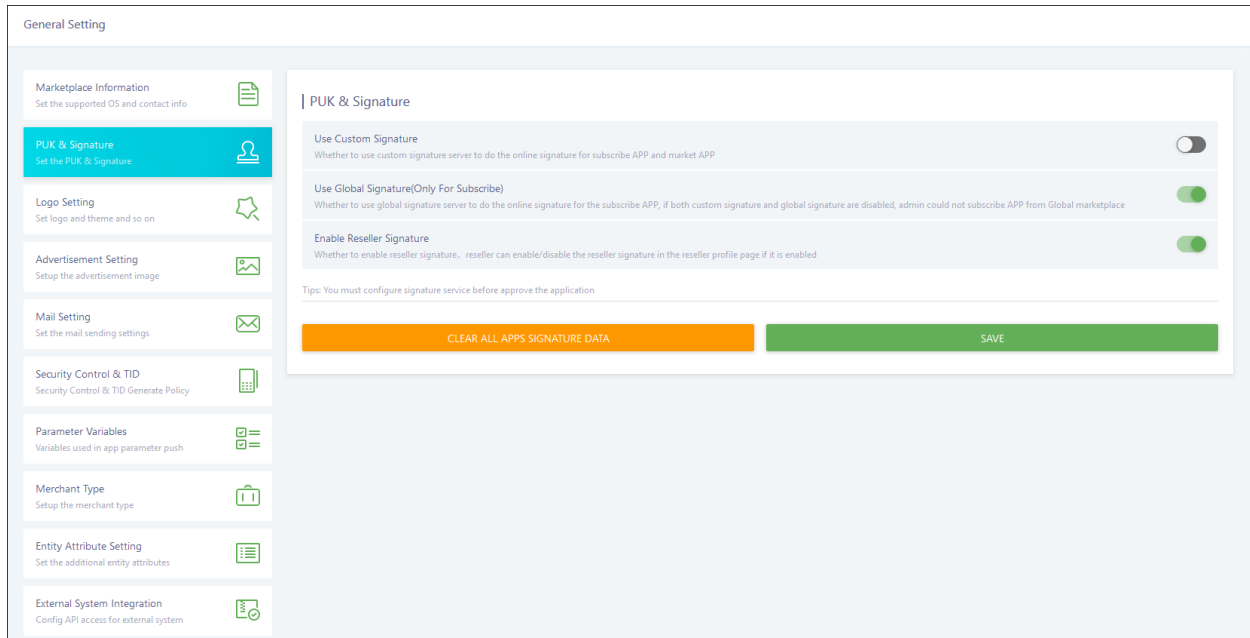 General Setting
Marketplace Information
Set the supported OS and contact info
PUK & Signature
Set the PUK & Signature
Logo Setting
Set logo and theme and so on
Advertisement Setting
Setup the advertisement image
Mail Setting
Set the mail sending settings
Security Control & TID
Security Control & TID Generate Policy
Parameter Variables
Variables used in app parameter push
Merchant Type
Setup the merchant type
Entity Attribute Setting
Set the additional entity attributes
External System Integration
Config API access for external system
PUK & Signature
Use Custom Signature
Whether to use custom signature server to do the online signature for subscribe APP and market APP
Use Global Signature(Only For Subscribe)
Whether to use global signature server to do the online signature for the subscribe APP, if both custom signature and global signature are disabled, admin could not subscribe APP from Global marketplace
Enable Reseller Signature
Whether to enable reseller signature，reseller can enable/disable the reseller signature in the reseller profile page if it is enabled
Tips: You must configure signature service before approve the application
CLEAR ALL APPS SIGNATURE DATA
SAVE